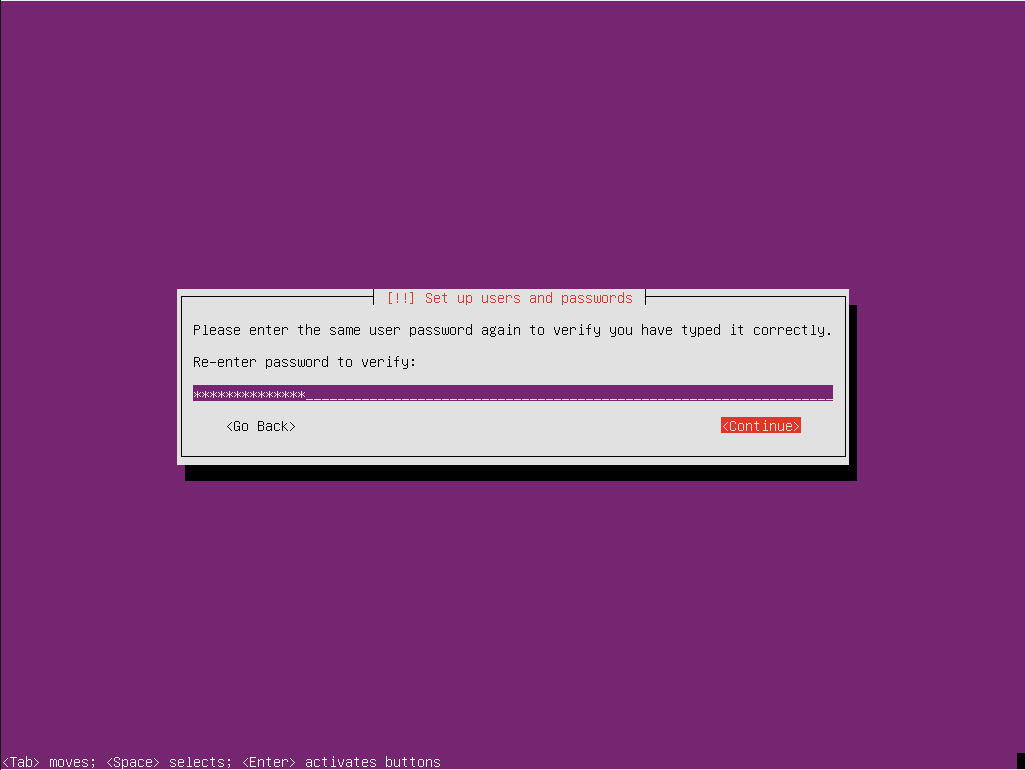 [!!] Set up users and passwords
Please enter the same user password again to verify you have typed it correctly.
Re-enter password to verify:
**************
<Go Back> <Continue>
<Tab> moves; <Space> selects; <Enter> activates buttons